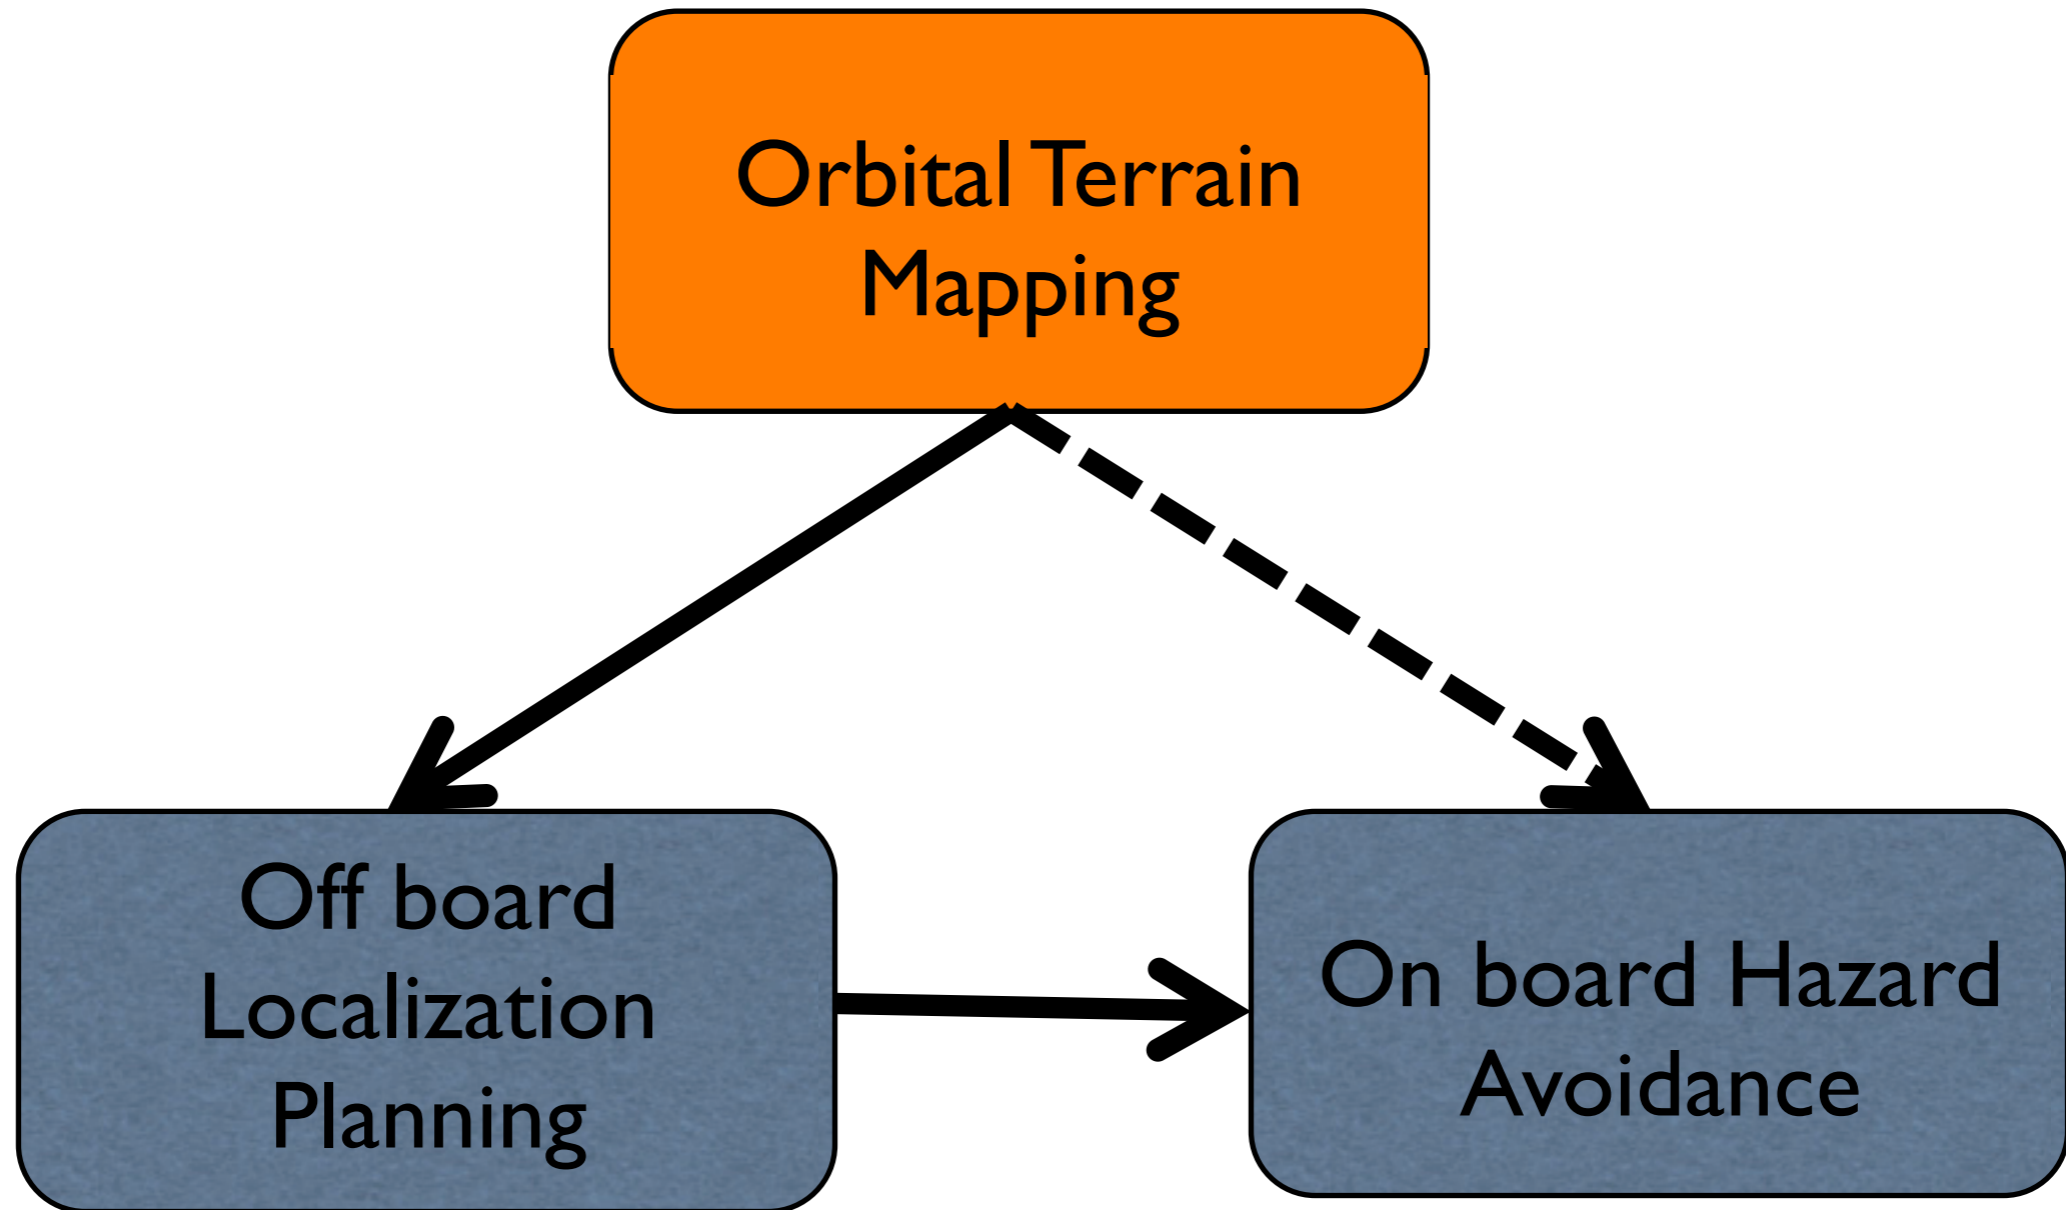 Orbital Terrain
Mapping
Off board
Localization
Planning
On board Hazard
Avoidance